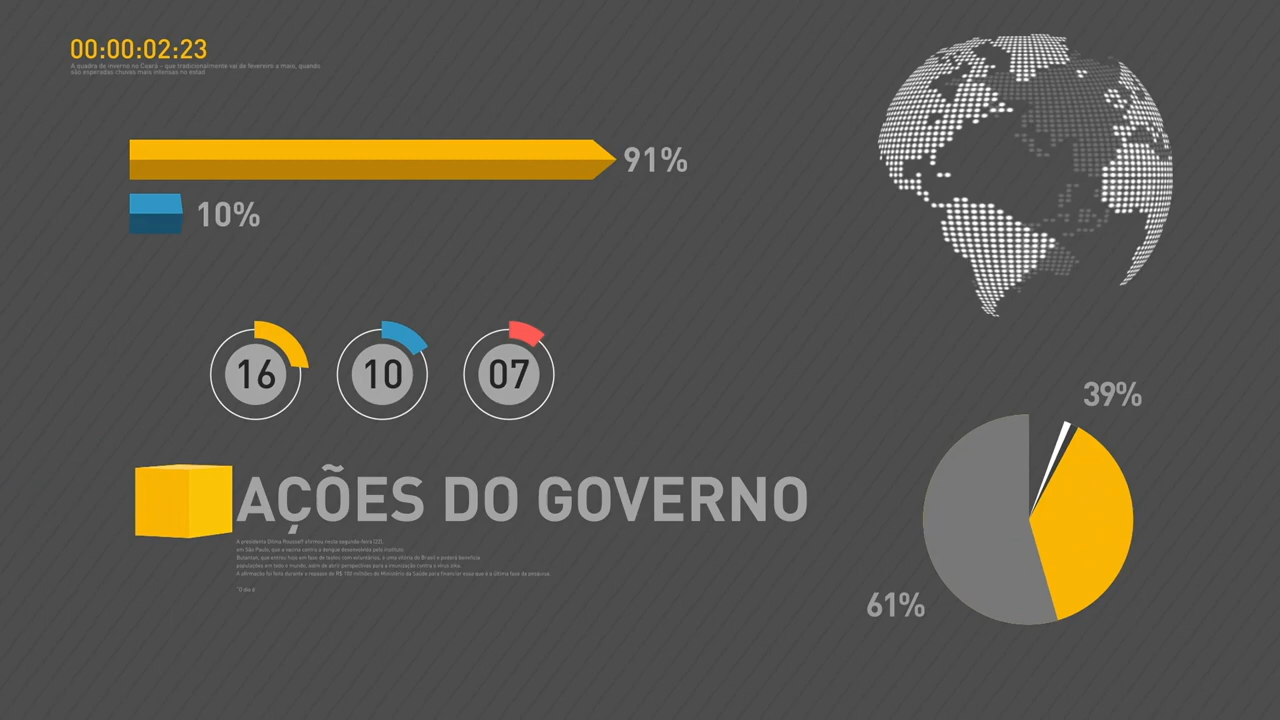 00:00:02:23
A quadra de inverno no Ceará – que tradicionalmente vai de fevereiro a maio, quando
são esperadas chuvas mais intensas no estad
91%
10%
16
10
07
AÇÕES DO GOVERNO
A presidente Dilma Rousseff afirmou nesta segunda-feira (22),
em São Paulo, que a vacina contra a dengue desenvolvida pelo Instituto
Butantan, que entrou hoje em fase de testes com voluntários, é uma vitória do Brasil e poderá beneficiar
populações em todo o mundo, além de abrir perspectivas para a imunização contra o vírus zika.
A afirmação foi feita durante o repasse de R$ 100 milhões do Ministério da Saúde para financiar essa que é a última fase da pesquisa.
"O dia é
39%
61%